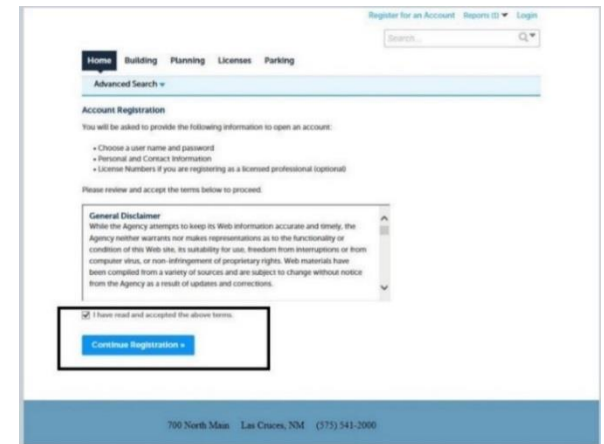 Register for an Account Reports (1) Login
Search...
Home Building Planning Licenses Parking
Advanced Search
Account Registration
You will be asked to provide the following information to open an account:
• Choose a user name and password
• Personal and Contact Information
• License Numbers if you are registering as a licensed professional (optional)
Please review and accept the terms below to proceed.
General Disclaimer
While the Agency attempts to keep its Web information accurate and timely, the
Agency neither warrants nor makes representations as to the functionality or
condition of this Web site, its suitability for use, freedom from interruptions or from
computer virus, or non-infringement of proprietary rights. Web materials have
been compiled from a variety of sources and are subject to change without notice
from the Agency as a result of updates and corrections.
I have read and accepted the above terms.
Continue Registration »
700 North Main Las Cruces, NM (575) 541-2000